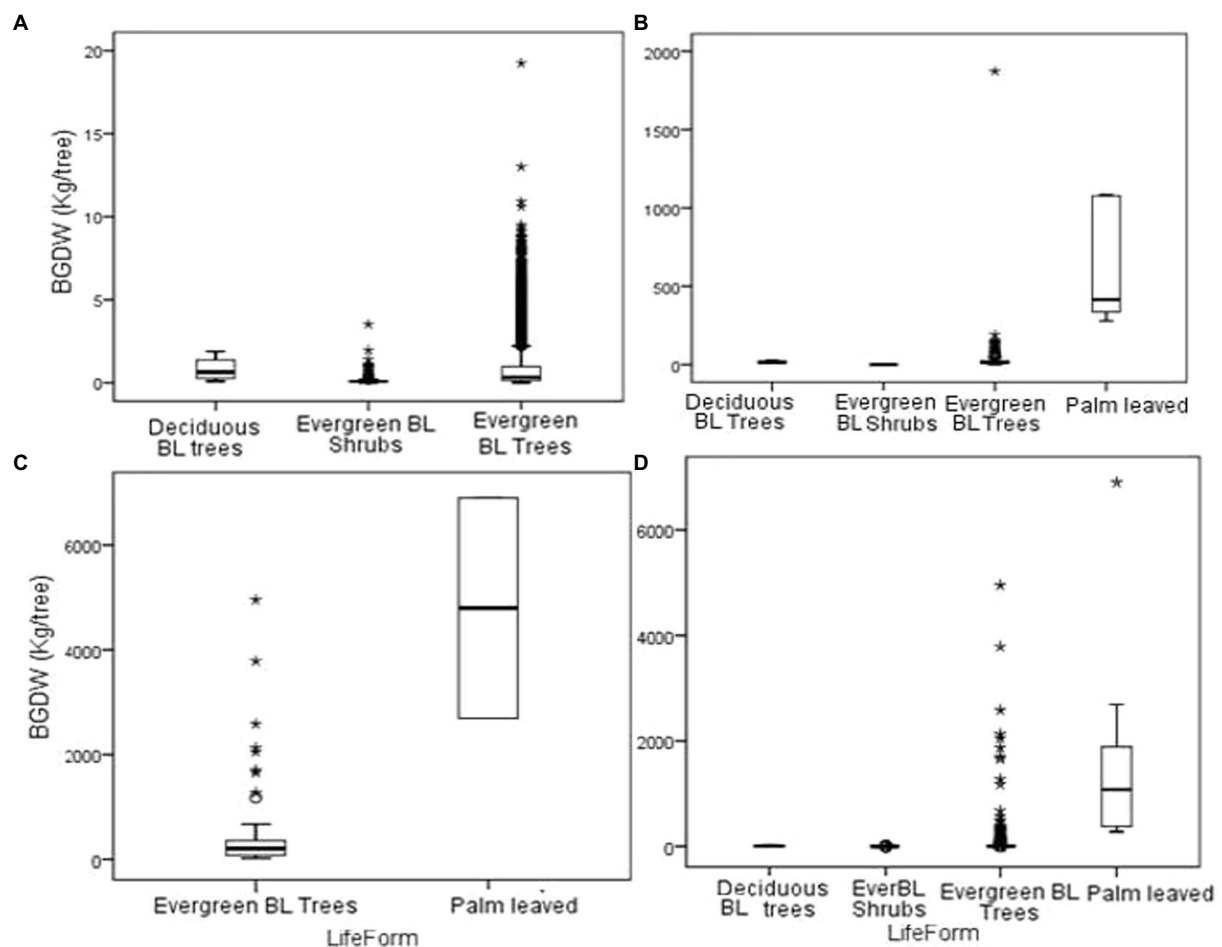 A
BGDW (Kg/tree)
20
15
10
5
0
Deciduous
BL trees
Evergreen BL
Shrubs
Evergreen
BL Trees
B
2000
1500
1000
500
0
Deciduous
BL Trees
Evergreen
BL Shrubs
Evergreen
BL Trees
Palm leaved
C
BGDW (Kg/tree)
6000
4000
2000
0
Evergreen BL Trees
Palm leaved
LifeForm
D
6000
4000
2000
0
Deciduous
BL trees
EverBL
Shrubs
Evergreen BL
Trees
Palm leaved
LifeForm